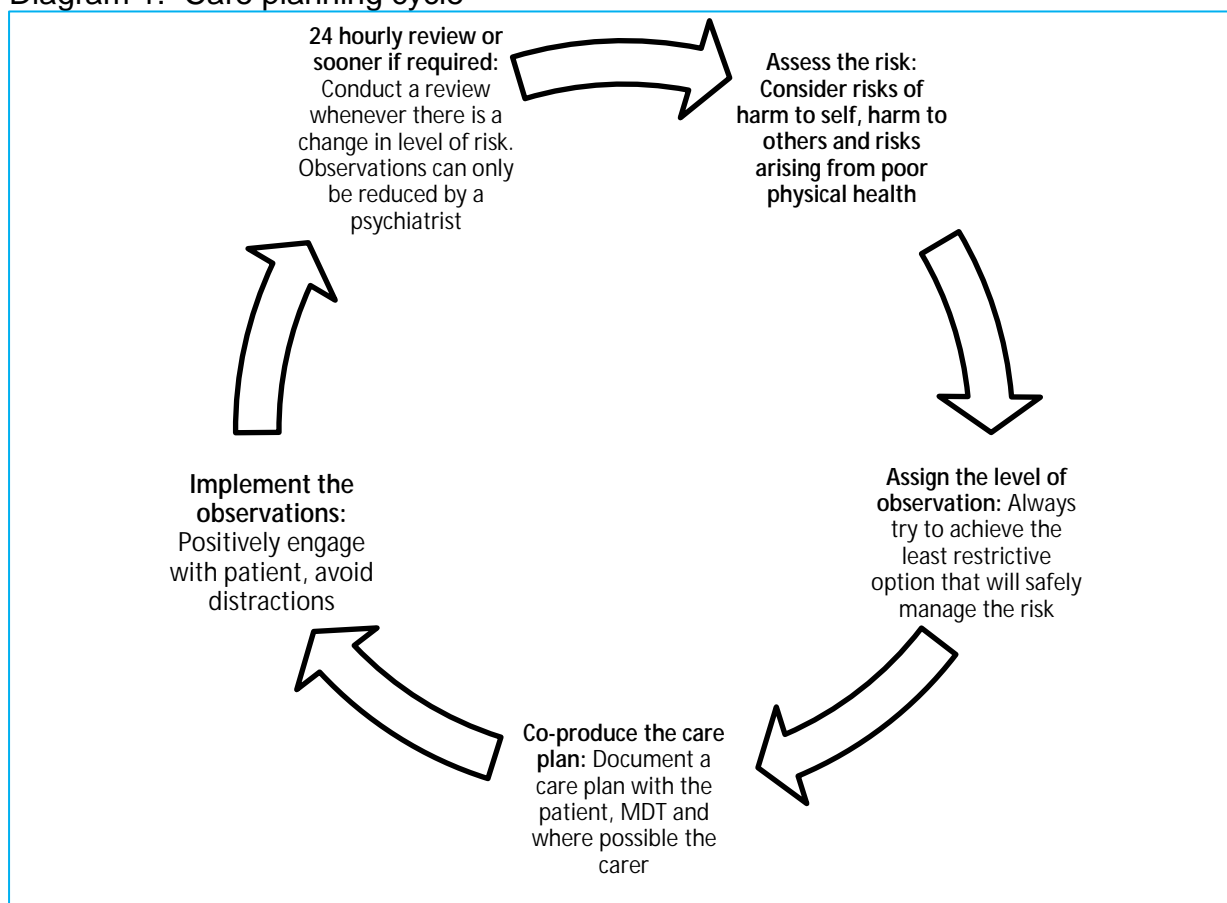 24 hourly review or
sooner if required:
Conduct a review
whenever there is a
change in level of risk.
Observations can only
be reduced by a
psychiatrist
Assess the risk:
Consider risks of
harm to self, harm to
others and risks
arising from poor
physical health
Assign the level of
observation: Always
try to achieve the
least restrictive
option that will safely
manage the risk
Co-produce the care
plan: Document a
care plan with the
patient, MDT and
where possible the
carer
Implement the
observations:
Positively engage
with patient, avoid
distractions